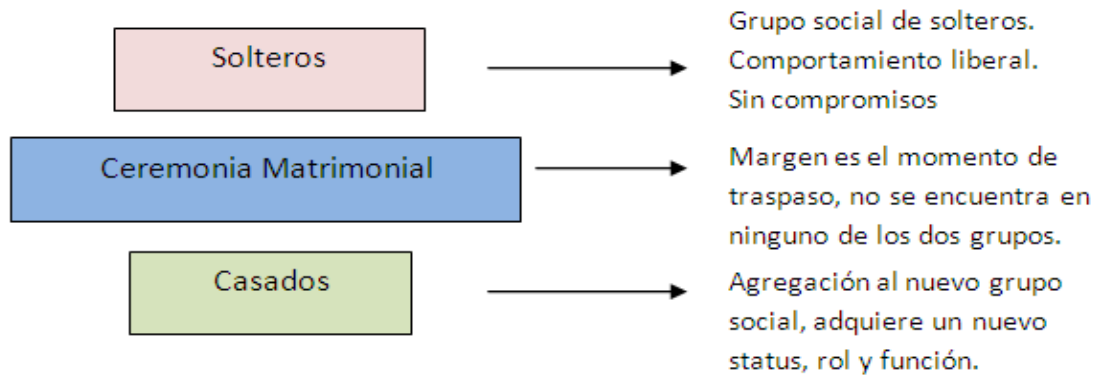 Solteros
Grupo social de solteros.
Comportamiento liberal.
Sin compromisos
Ceremonia Matrimonial
Margen es el momento de
traspaso, no se encuentra en
ninguno de los dos grupos.
Casados
Agregación al nuevo grupo
social, adquiere un nuevo
status, rol y función.